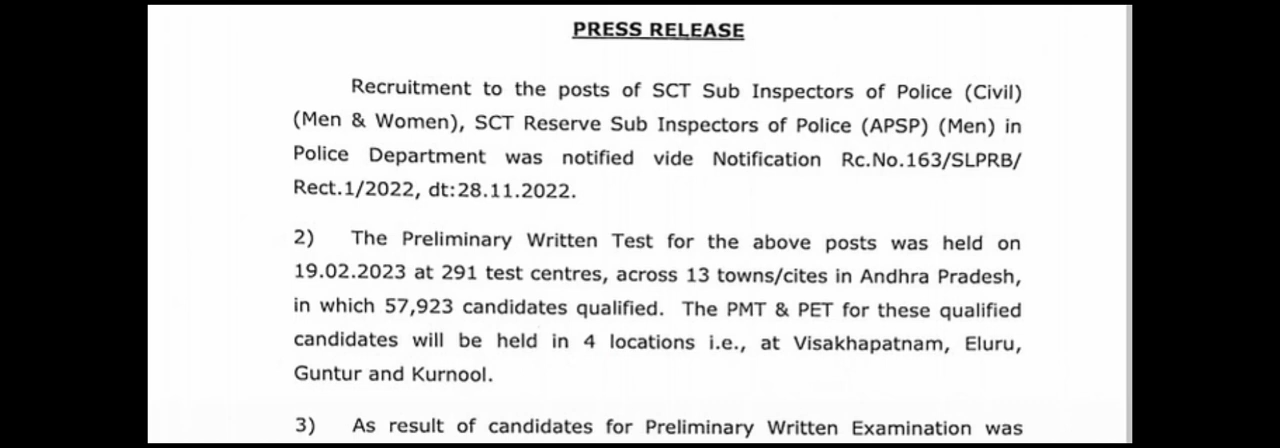 PRESS RELEASE
Recruitment to the posts of SCT Sub Inspectors of Police (Civil)
(Men & Women), SCT Reserve Sub Inspectors of Police (APSP) (Men) in
Police Department was notified vide Notification Rc.No.163/SLPRB/
Rect.1/2022, dt:28.11.2022.
2) The Preliminary Written Test for the above posts was held on
19.02.2023 at 291 test centres, across 13 towns/cites in Andhra Pradesh,
in which 57,923 candidates qualified. The PMT & PET for these qualified
candidates will be held in 4 locations i.e., at Visakhapatnam, Eluru,
Guntur and Kurnool.
3) As result of candidates for Preliminary Written Examination was